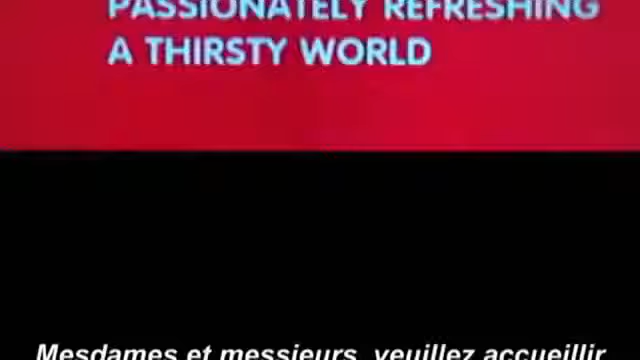 PASSIONATELY REFRESHING
A THIRSTY WORLD
Mesdames et messieurs, veuillez accueillir